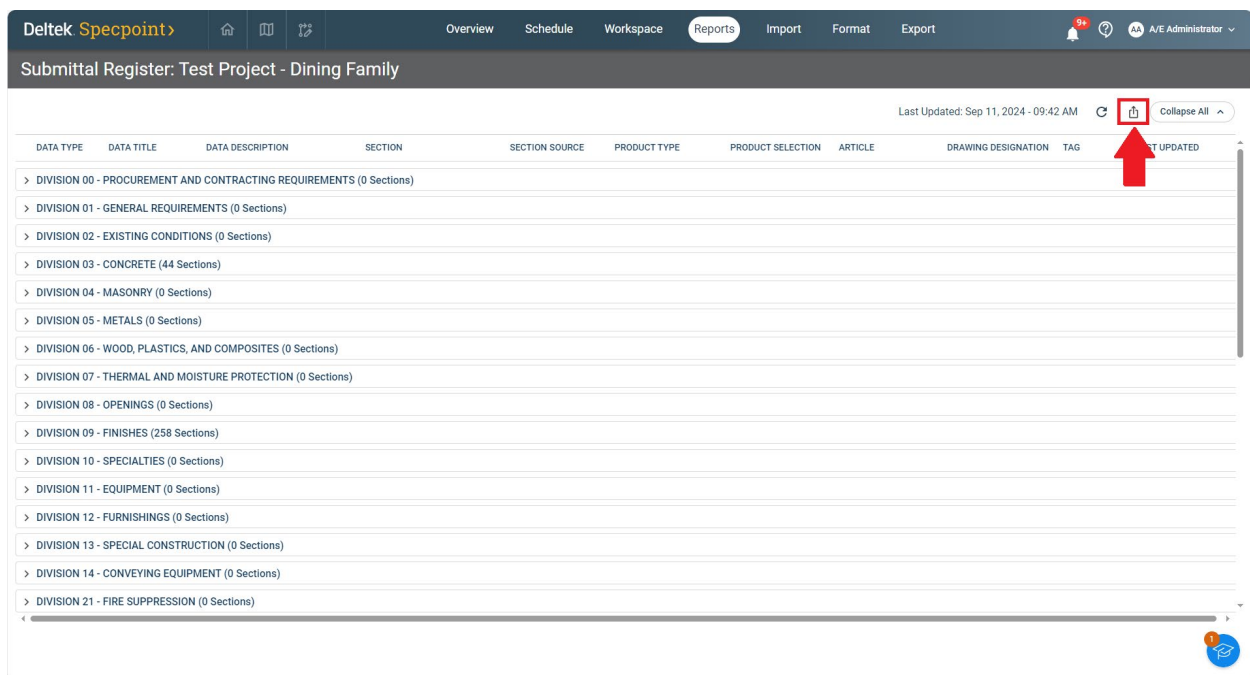 Deltek Specpoint> Overview Schedule Workspace Reports Import Format Export 9+ AA A/E Administrator
Submittal Register: Test Project - Dining Family
Last Updated: Sep 11, 2024 - 09:42 AM Collapse All
DATA TYPE DATA TITLE DATA DESCRIPTION SECTION SECTION SOURCE PRODUCT TYPE PRODUCT SELECTION ARTICLE DRAWING DESIGNATION TAG UPDATED
> DIVISION 00 - PROCUREMENT AND CONTRACTING REQUIREMENTS (0 Sections)
> DIVISION 01 - GENERAL REQUIREMENTS (0 Sections)
> DIVISION 02 - EXISTING CONDITIONS (0 Sections)
> DIVISION 03 - CONCRETE (44 Sections)
> DIVISION 04 - MASONRY (0 Sections)
> DIVISION 05 - METALS (0 Sections)
> DIVISION 06 - WOOD, PLASTICS, AND COMPOSITES (0 Sections)
> DIVISION 07 - THERMAL AND MOISTURE PROTECTION (0 Sections)
> DIVISION 08 - OPENINGS (0 Sections)
> DIVISION 09 - FINISHES (258 Sections)
> DIVISION 10 - SPECIALTIES (0 Sections)
> DIVISION 11 - EQUIPMENT (0 Sections)
> DIVISION 12 - FURNISHINGS (0 Sections)
> DIVISION 13 - SPECIAL CONSTRUCTION (0 Sections)
> DIVISION 14 - CONVEYING EQUIPMENT (0 Sections)
> DIVISION 21 - FIRE SUPPRESSION (0 Sections)
1